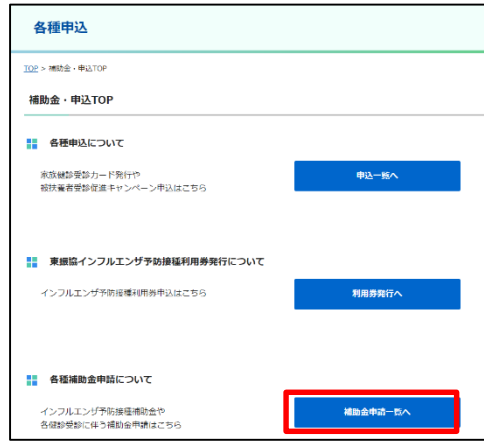 各種申込
TOP > 補助金・申込TOP
補助金・申込TOP
各種申込について
家族健診受診カード発行や
被扶養者受診促進キャンペーン申込はこちら
申込一覧へ
東振協インフルエンザ予防接種利用券発行について
インフルエンザ予防接種利用券申込はこちら
利用券発行へ
各種補助金申請について
インフルエンザ予防接種補助金や
各健診受診に伴う補助金申請はこちら
補助金申請一覧へ